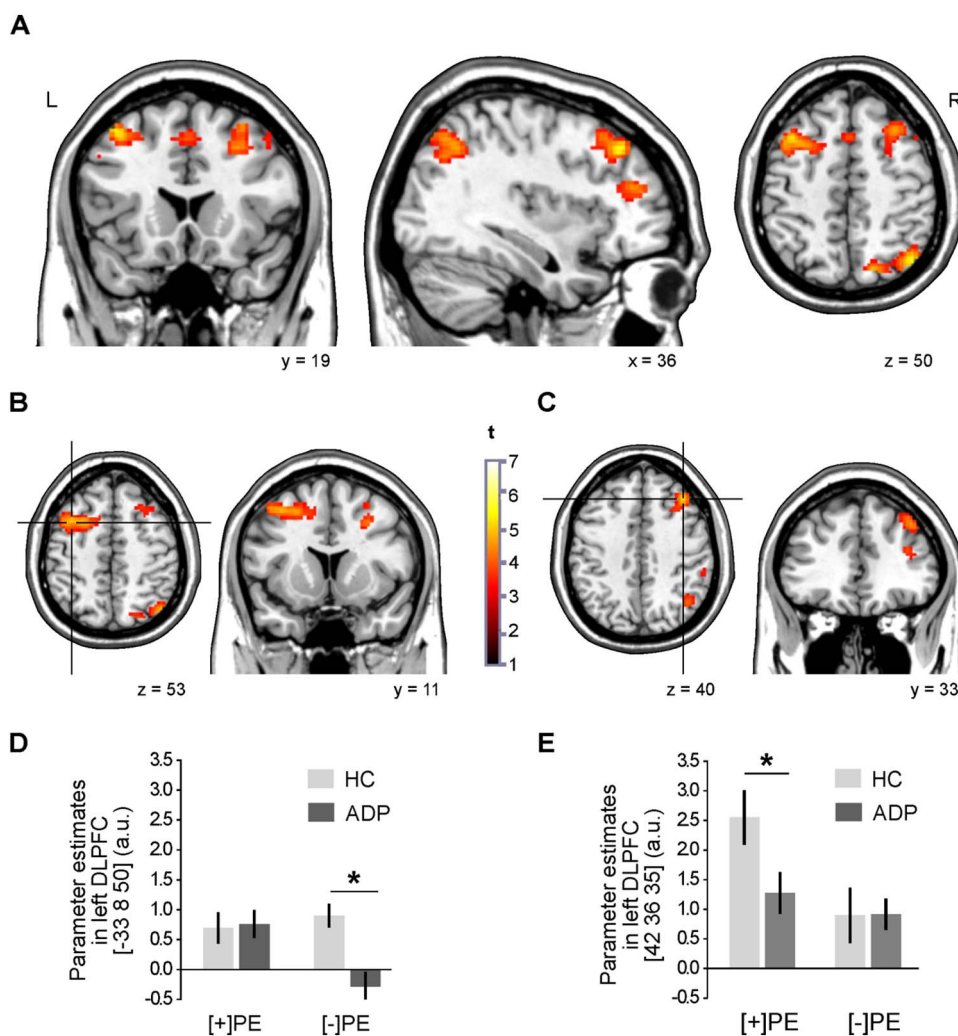 A
L
R
y = 19
x = 36
z = 50
B
C
t
7
6
5
4
3
2
1
z = 53
y = 11
z = 40
y = 33
D
E
Parameter estimates
in left DLPFC
[-33 8 50] (a.u.)
3.5
3.0
2.5
2.0
1.5
1.0
0.5
0.0
-0.5
HC
ADP
*
[+]PE
[-]PE
Parameter estimates
in left DLPFC
[42 36 35] (a.u.)
3.5
3.0
2.5
2.0
1.5
1.0
0.5
0.0
-0.5
*
HC
ADP
[+]PE
[-]PE